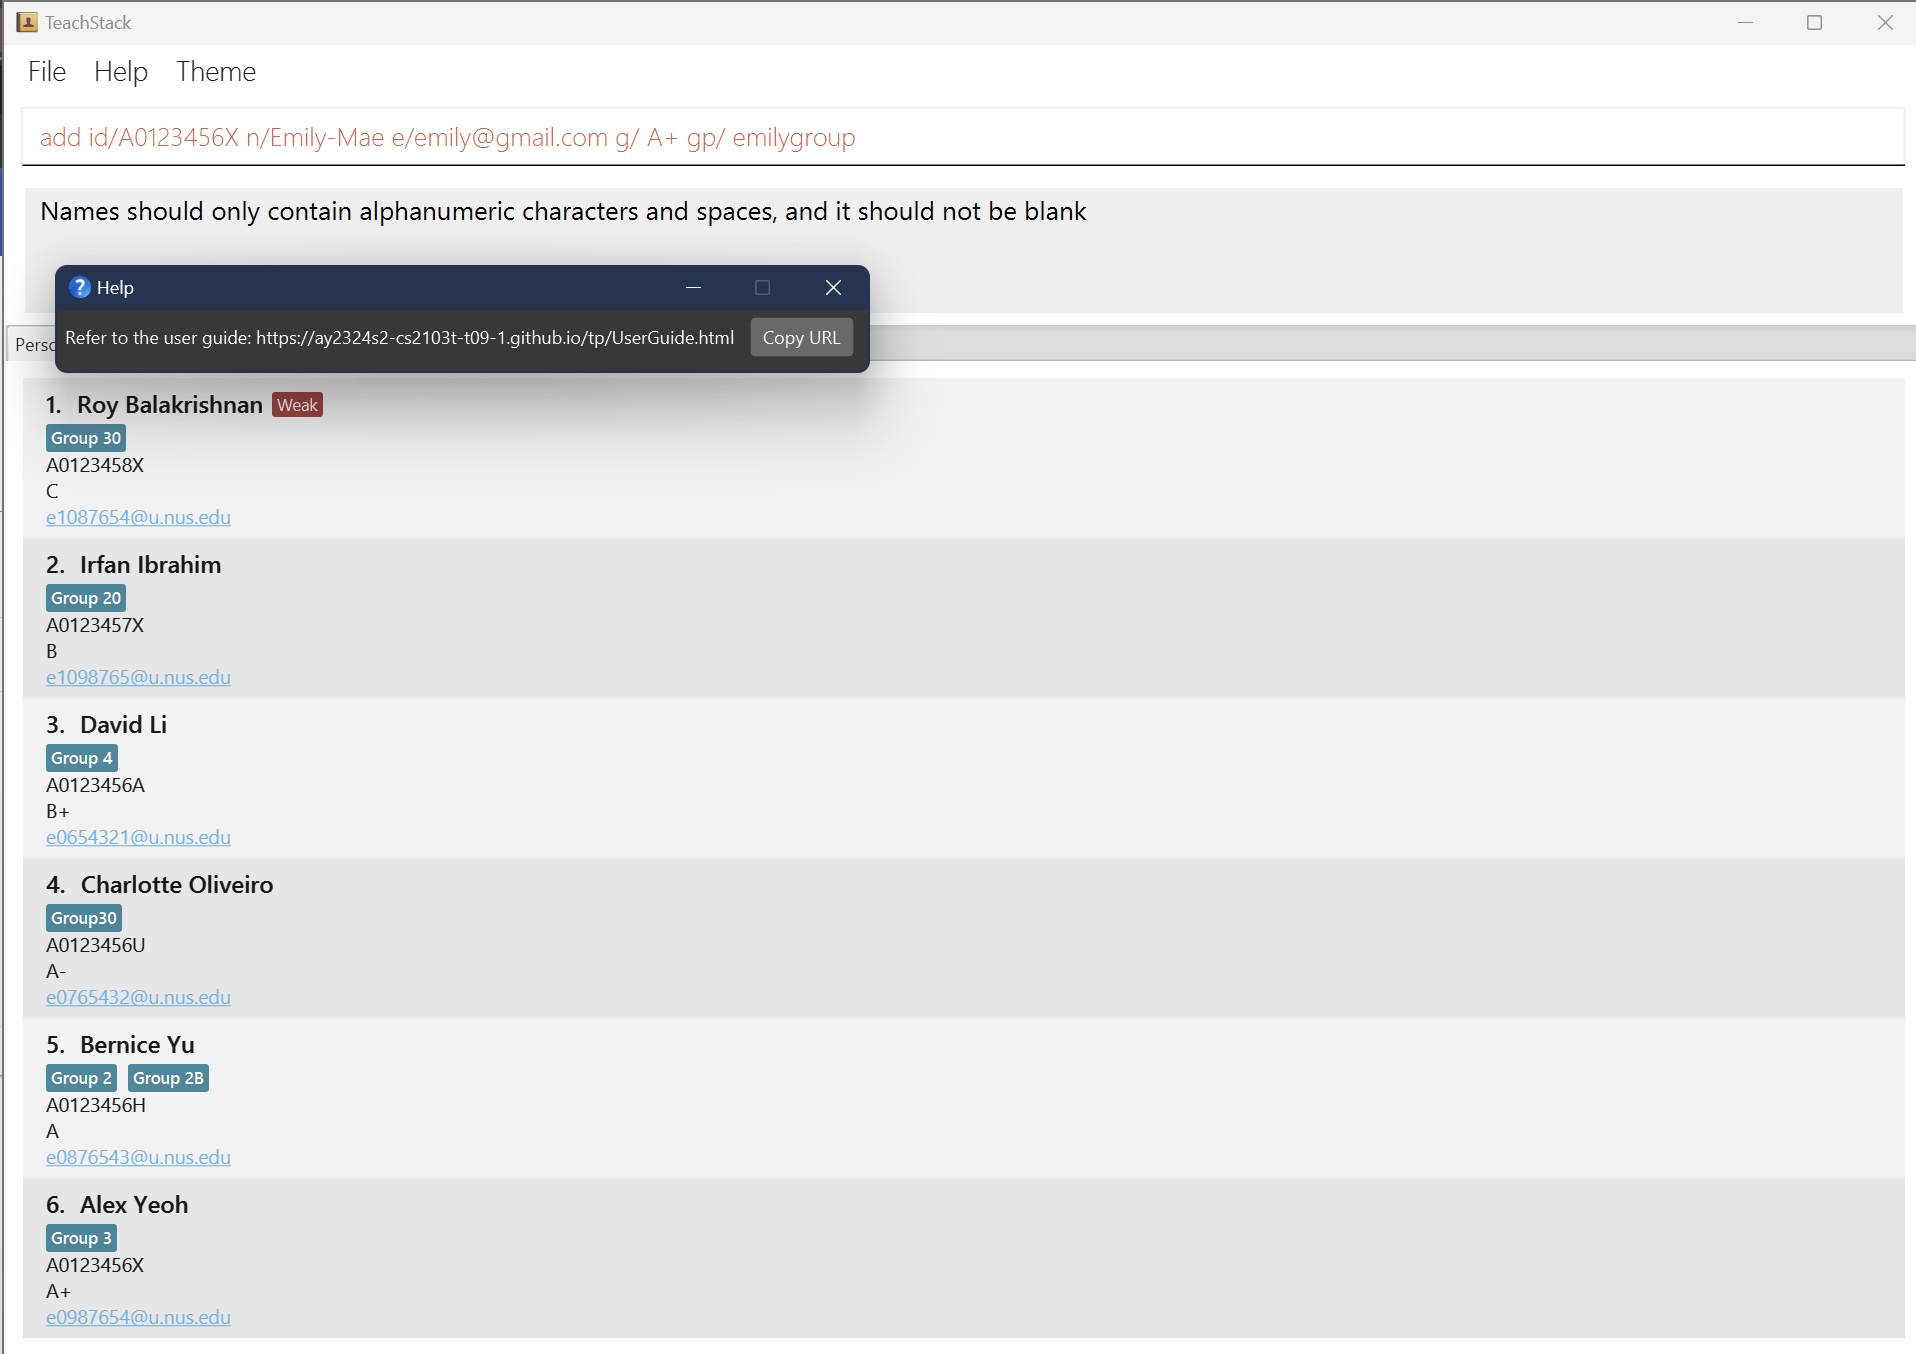 TeachStack
File Help Theme
add id/A0123456X n/Emily-Mae e/emily@gmail.com g/ A+ gp/ emilygroup
Names should only contain alphanumeric characters and spaces, and it should not be blank
Help
Refer to the user guide: https://ay2324s2-cs2103t-t09-1.github.io/tp/UserGuide.html Copy URL
1. Roy Balakrishnan Weak
Group 30
A0123458X
C
e1087654@u.nus.edu
2. Irfan Ibrahim
Group 20
A0123457X
B
e1098765@u.nus.edu
3. David Li
Group 4
A0123456A
B+
e0654321@u.nus.edu
4. Charlotte Oliveiro
Group30
A0123456U
A-
e0765432@u.nus.edu
5. Bernice Yu
Group 2 Group 2B
A0123456H
A
e0876543@u.nus.edu
6. Alex Yeoh
Group 3
A0123456X
A+
e0987654@u.nus.edu